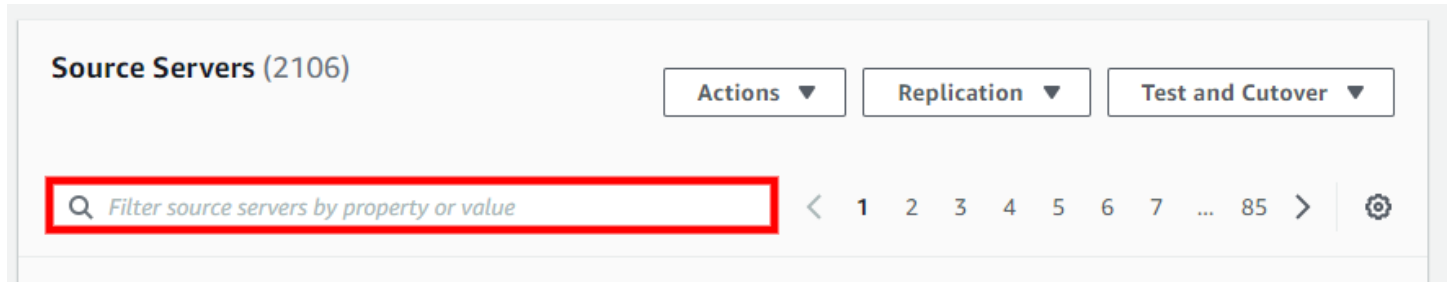 Source Servers (2106)
Actions Replication Test and Cutover
Filter source servers by property or value 1 2 3 4 5 6 7 ... 85